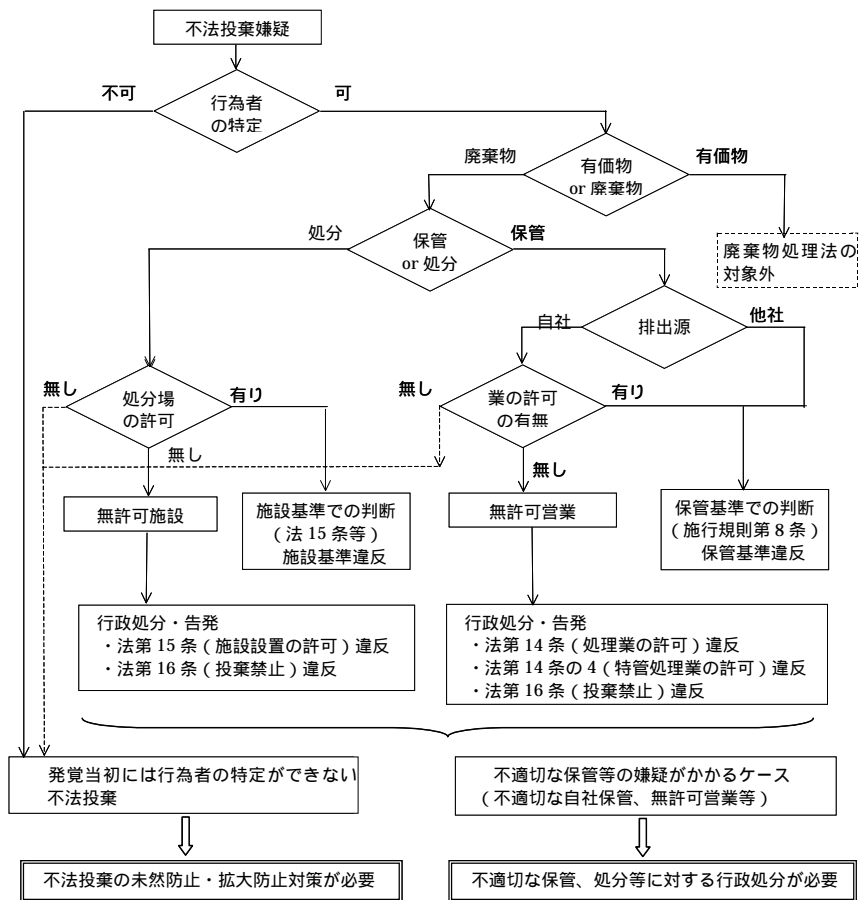 不法投棄嫌疑
不可
可
行為者
の特定
廃棄物
有価物
有価物
or 廃棄物
処分
保管
保管
or 処分
廃棄物処理法の
対象外
自社
他社
排出源
無し
有り
処分場
の許可
無し
有り
業の許可
の有無
無し
無し
無許可施設
施設基準での判断
（法 15 条等）
施設基準違反
無許可営業
保管基準での判断
（施行規則第 8 条）
保管基準違反
行政処分・告発
・法第 15 条（施設設置の許可）違反
・法第 16 条（投棄禁止）違反
行政処分・告発
・法第 14 条（処理業の許可）違反
・法第 14 条の 4（特管処理業の許可）違反
・法第 16 条（投棄禁止）違反
発覚当初には行為者の特定ができない
不法投棄
不適切な保管等の嫌疑がかかるケース
（不適切な自社保管、無許可営業等）
不法投棄の未然防止・拡大防止対策が必要
不適切な保管、処分等に対する行政処分が必要